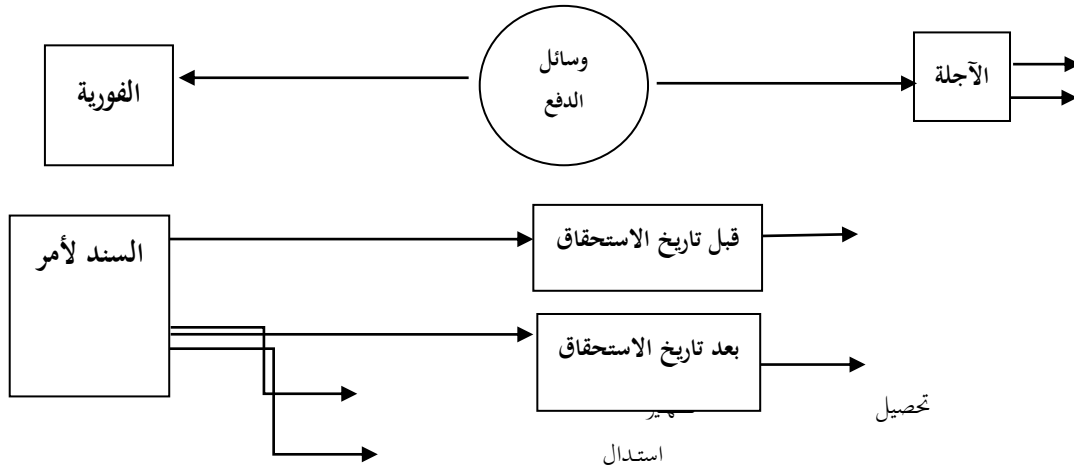 وسائل
الدفع
الآجلة
الفورية
السند لأمر
قبل تاريخ الاستحقاق
بعد تاريخ الاستحقاق
تحصيل
استدال